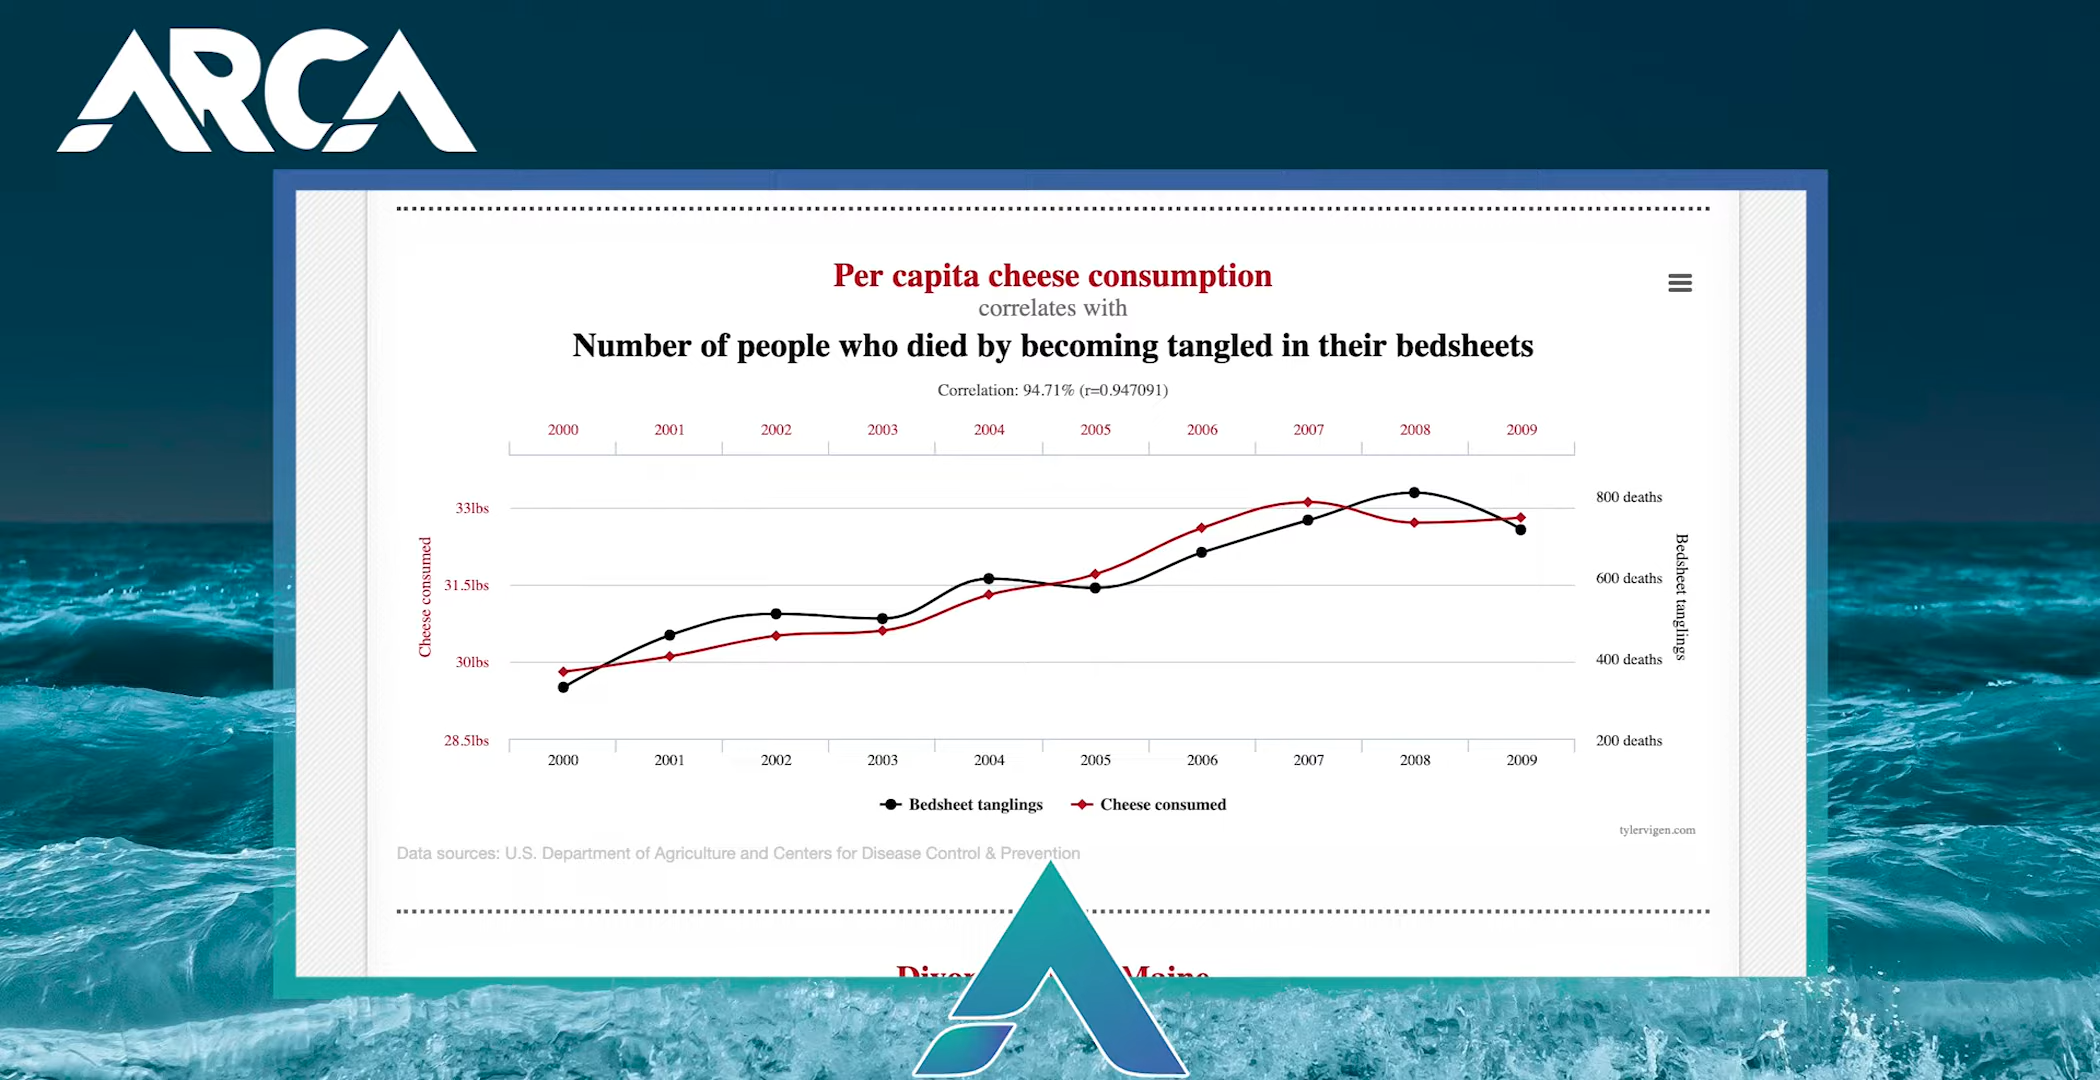 ARCA
Per capita cheese consumption
correlates with
Number of people who died by becoming tangled in their bedsheets
Correlation: 94.71% (r=0.947091)
2000 2001 2002 2003 2004 2005 2006 2007 2008 2009
33lbs
31.5lbs
30lbs
28.5lbs
Cheese consumed
800 deaths
600 deaths
400 deaths
200 deaths
Bedsheet tanglings
2000 2001 2002 2003 2004 2005 2006 2007 2008 2009
Bedsheet tanglings Cheese consumed
tylervigen.com
Data sources: U.S. Department of Agriculture and Centers for Disease Control & Prevention
Maine